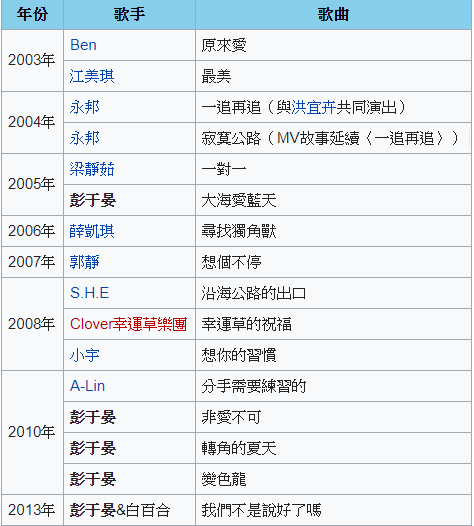 年份 歌手 歌曲
2003年 Ben 原來愛
江美琪 最美
2004年 永邦 一追再追（與洪宜卉共同演出）
永邦 寂寞公路（MV故事延續〈一追再追〉）
2005年 梁靜茹 一對一
彭于晏 大海愛藍天
2006年 薛凱琪 尋找獨角獸
2007年 郭靜 想個不停
2008年 S.H.E 沿海公路的出口
Clover幸運草樂團 幸運草的祝福
小宇 想你的習慣
2010年 A-Lin 分手需要練習的
彭于晏 非愛不可
彭于晏 轉角的夏天
彭于晏 變色龍
2013年 彭于晏&白百合 我們不是說好了嗎